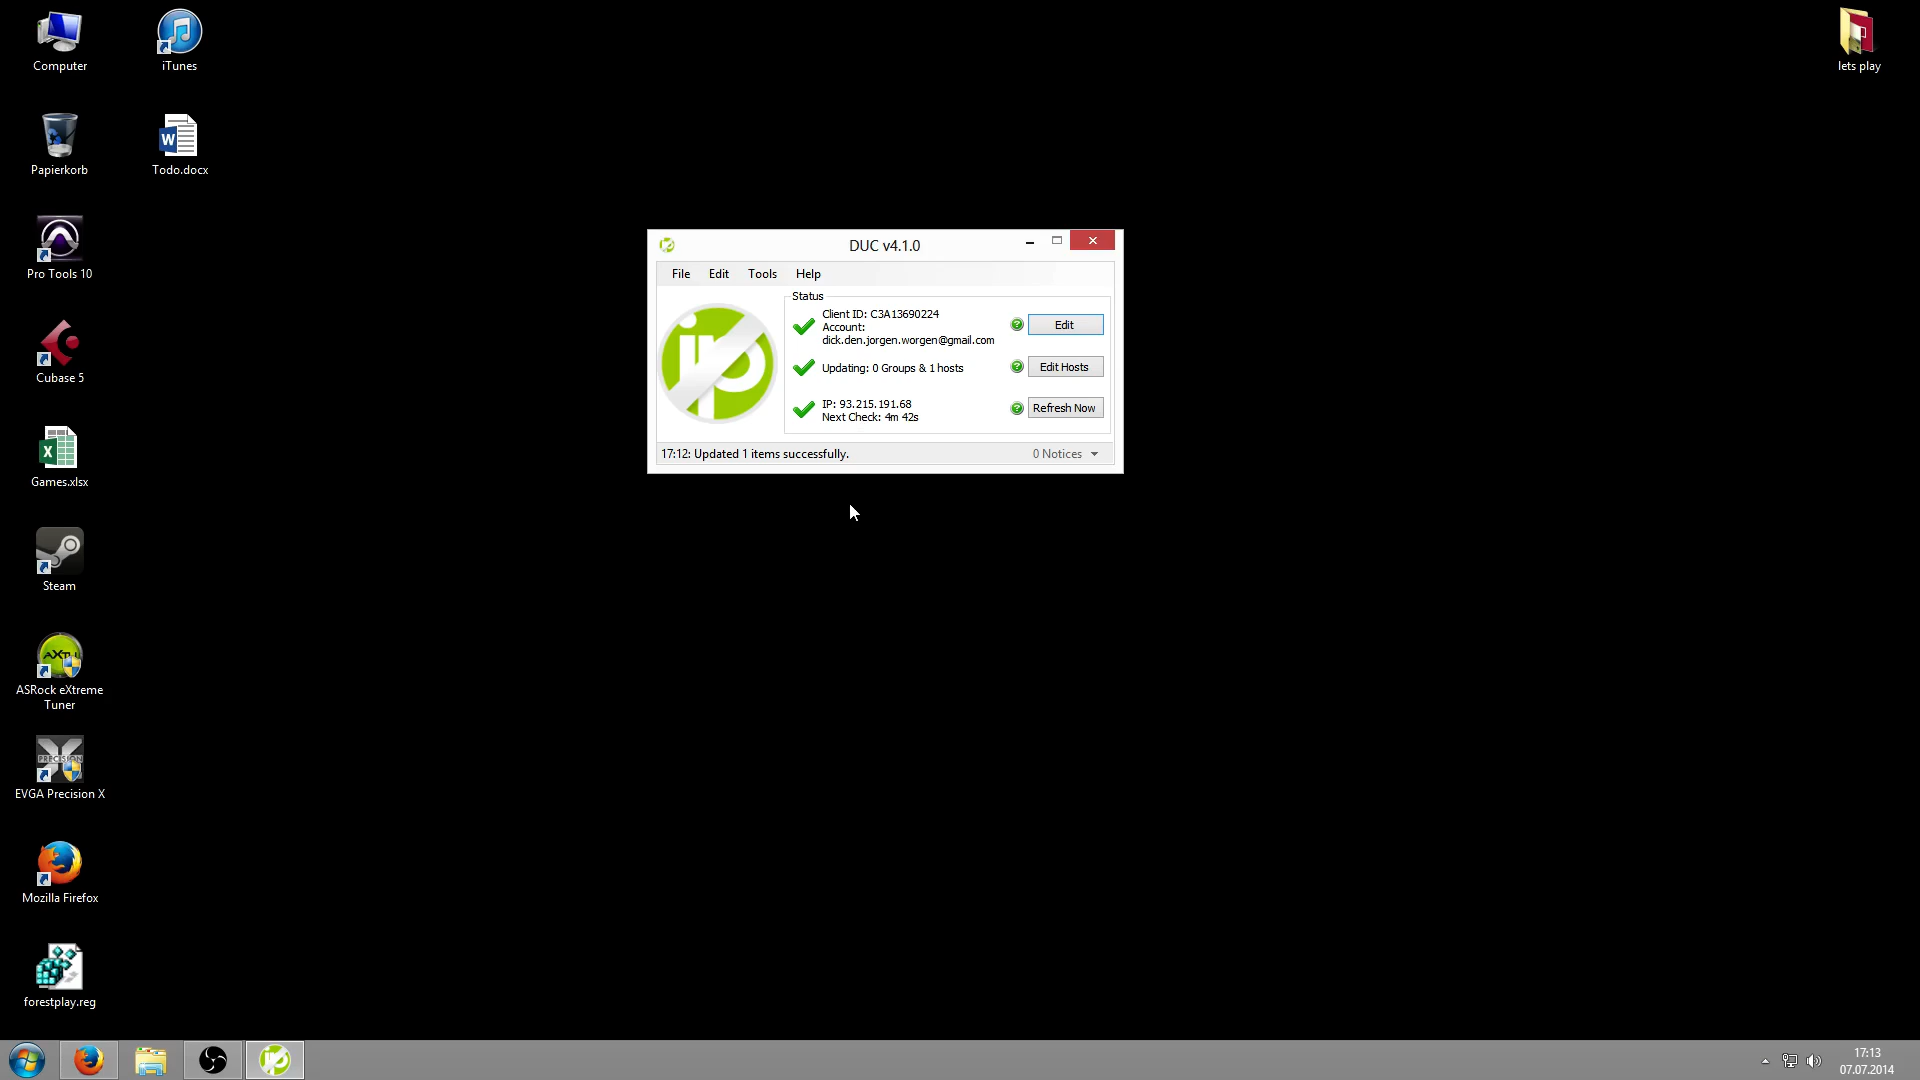 Computer
iTunes
lets play
Papierkorb
Todo.docx
Pro Tools 10
Cubase 5
Games.xlsx
Steam
AXTU
ASRock eXtreme
Tuner
PRECISION
EVGA Precision X
Mozilla Firefox
forestplay.reg
DUC v4.1.0
File Edit Tools Help
Status
Client ID: C3A13690224
Account:
dick.den.jorgen.worgen@gmail.com
Edit
Updating: 0 Groups & 1 hosts
Edit Hosts
IP: 93.215.191.68
Next Check: 4m 42s
Refresh Now
17:12: Updated 1 items successfully.
0 Notices
17:13
07.07.2014